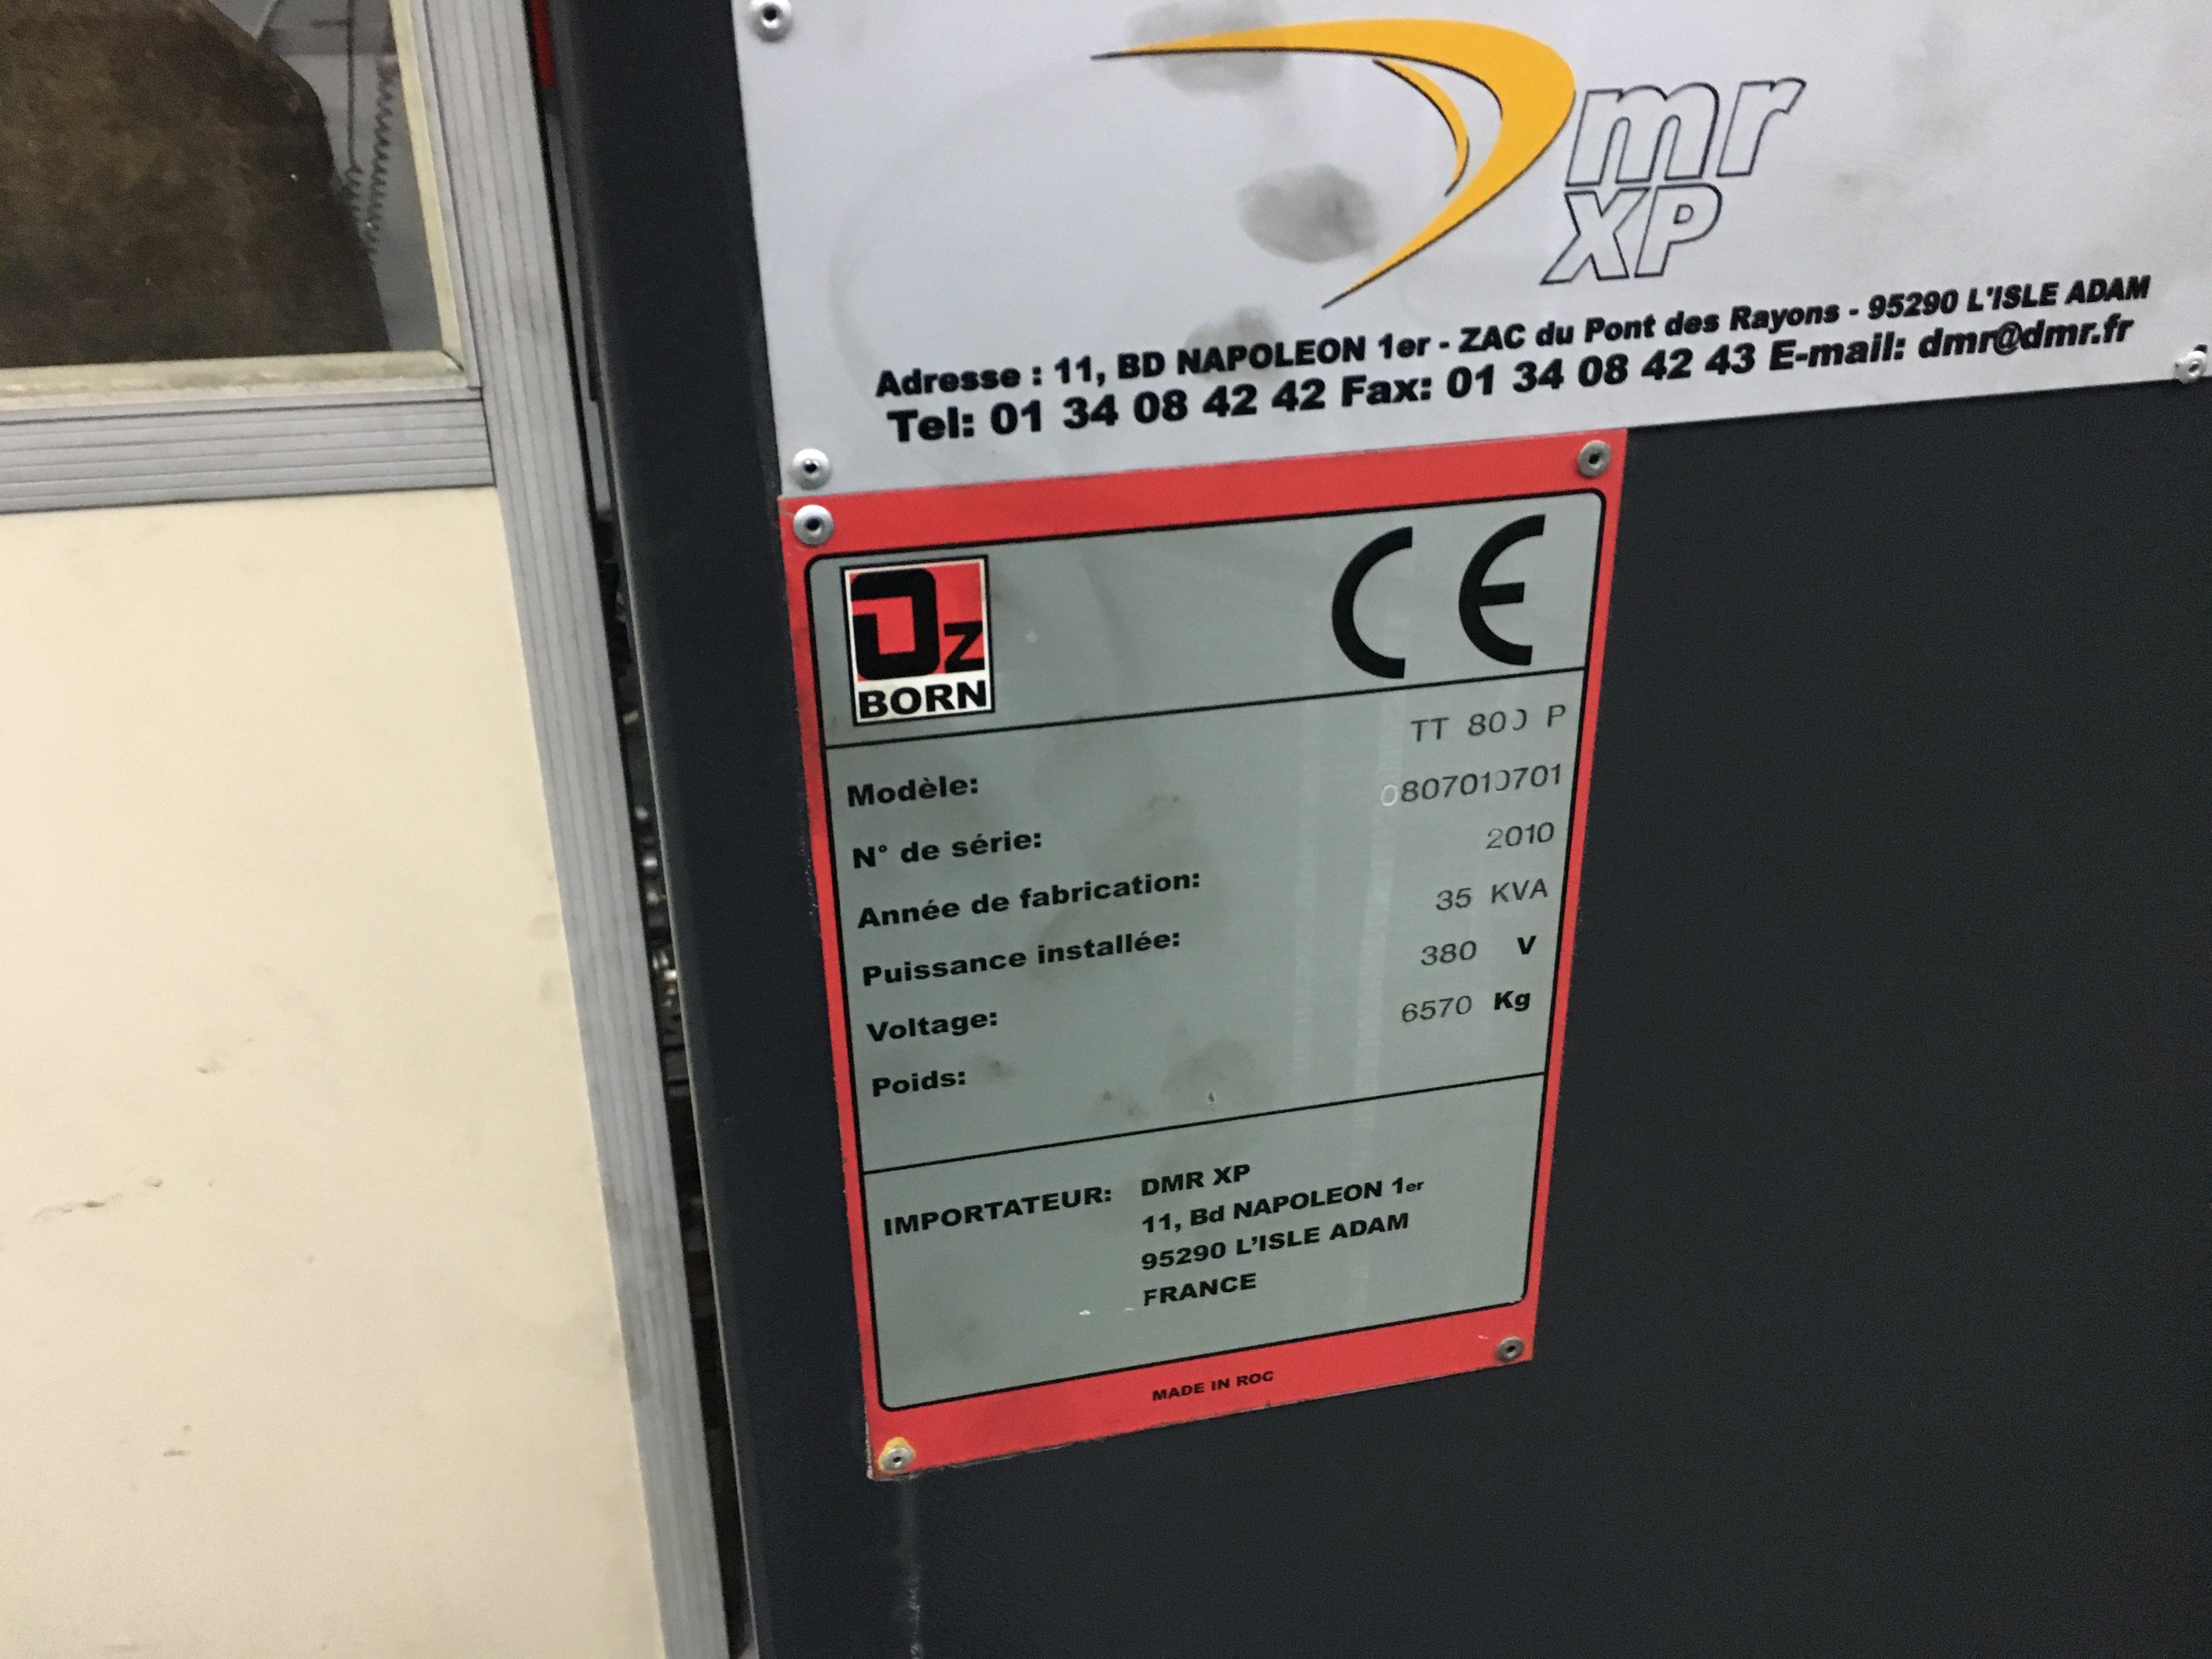 Dmr
XP
Adresse : 11, BD NAPOLEON 1er - ZAC du Pont des Rayons - 95290 L'ISLE ADAM
Tel: 01 34 08 42 42 Fax: 01 34 08 42 43 E-mail: dmr@dmr.fr
Oz
BORN
CE
Modèle: TT 800 P
N° de série: 0807010701
Année de fabrication: 2010
Puissance installée: 35 KVA
Voltage: 380 V
Poids: 6570 Kg
IMPORTATEUR: DMR XP
11, Bd NAPOLEON 1er
95290 L'ISLE ADAM
FRANCE
MADE IN ROC